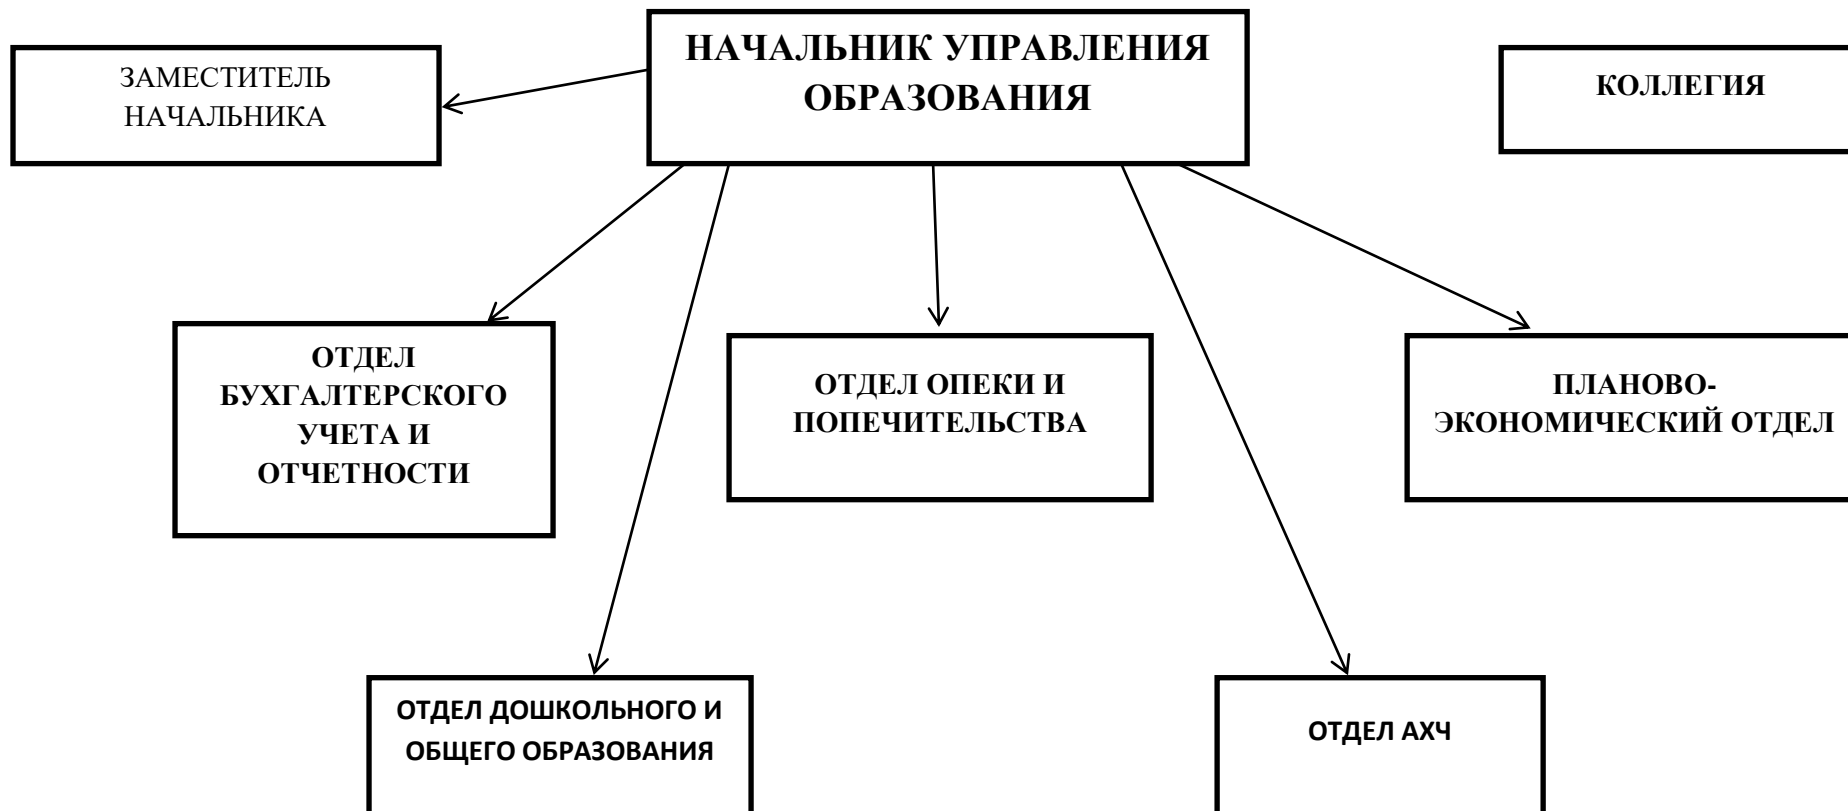 НАЧАЛЬНИК УПРАВЛЕНИЯ
ОБРАЗОВАНИЯ
ЗАМЕСТИТЕЛЬ
НАЧАЛЬНИКА
КОЛЛЕГИЯ
ОТДЕЛ
БУХГАЛТЕРСКОГО
УЧЕТА И
ОТЧЕТНОСТИ
ОТДЕЛ ОПЕКИ И
ПОПЕЧИТЕЛЬСТВА
ПЛАНОВО-
ЭКОНОМИЧЕСКИЙ ОТДЕЛ
ОТДЕЛ ДОШКОЛЬНОГО И
ОБЩЕГО ОБРАЗОВАНИЯ
ОТДЕЛ АХЧ